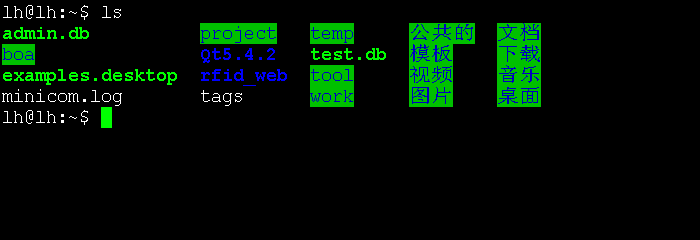 lh@lh:~$ ls
admin.db project temp 公共的 文档
boa Qt5.4.2 test.db 模板 下载
examples.desktop rfid_web tool 视频 音乐
minicom.log tags work 图片 桌面
lh@lh:~$